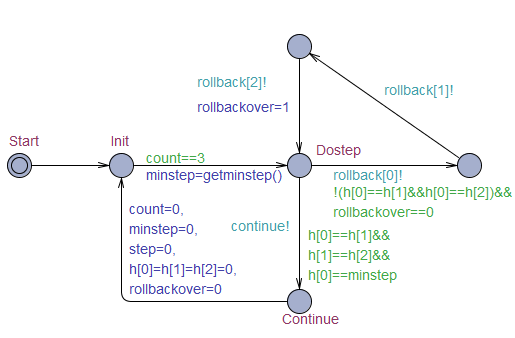 rollback[2]!
rollback[1]!
rollbackover=1
Start
Init
Dostep
count==3
minstep=getminstep()
rollback[0]!
!(h[0]==h[1]&&h[0]==h[2])&&
rollbackover==0
count=0,
minstep=0,
step=0,
h[0]=h[1]=h[2]=0,
rollbackover=0
continue!
h[0]==h[1]&&
h[1]==h[2]&&
h[0]==minstep
Continue